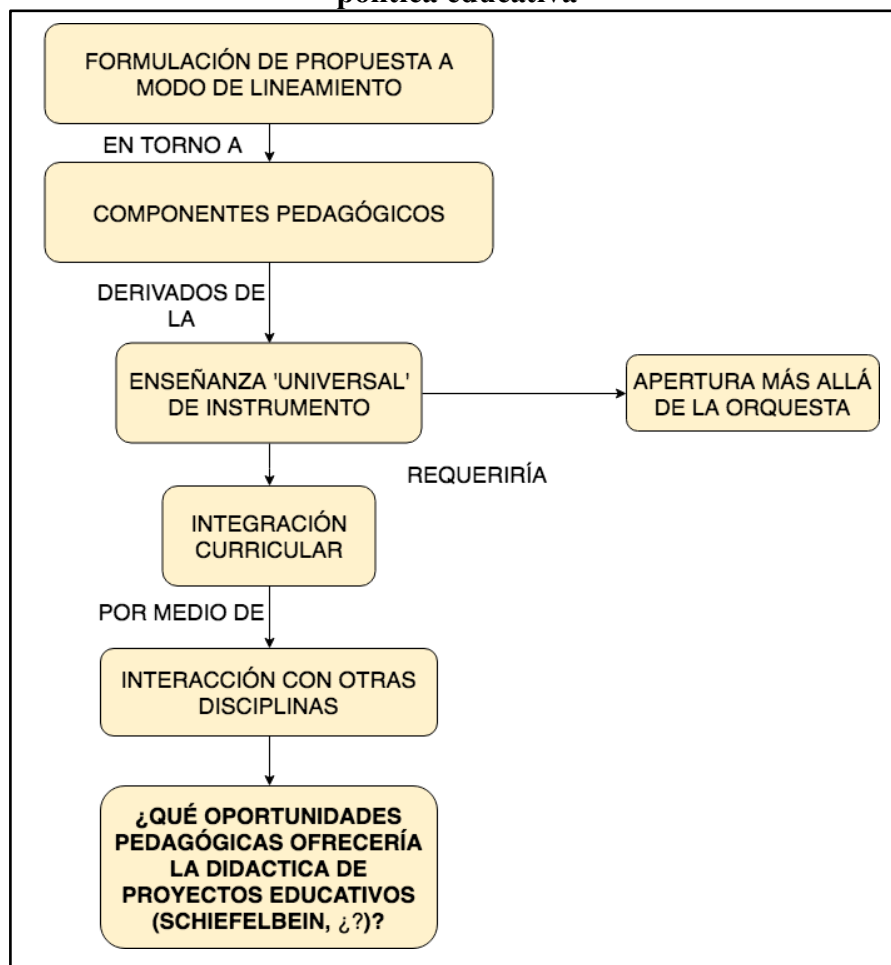 política educativa
FORMULACIÓN DE PROPUESTA A
MODO DE LINEAMIENTO
EN TORNO A
COMPONENTES PEDAGÓGICOS
DERIVADOS DE
LA
ENSEÑANZA 'UNIVERSAL'
DE INSTRUMENTO
APERTURA MÁS ALLÁ
DE LA ORQUESTA
REQUERIRÍA
INTEGRACIÓN
CURRICULAR
POR MEDIO DE
INTERACCIÓN CON OTRAS
DISCIPLINAS
¿QUÉ OPORTUNIDADES
PEDAGÓGICAS OFRECERÍA
LA DIDACTICA DE
PROYECTOS EDUCATIVOS
(SCHIEFELBEIN, ¿?)?